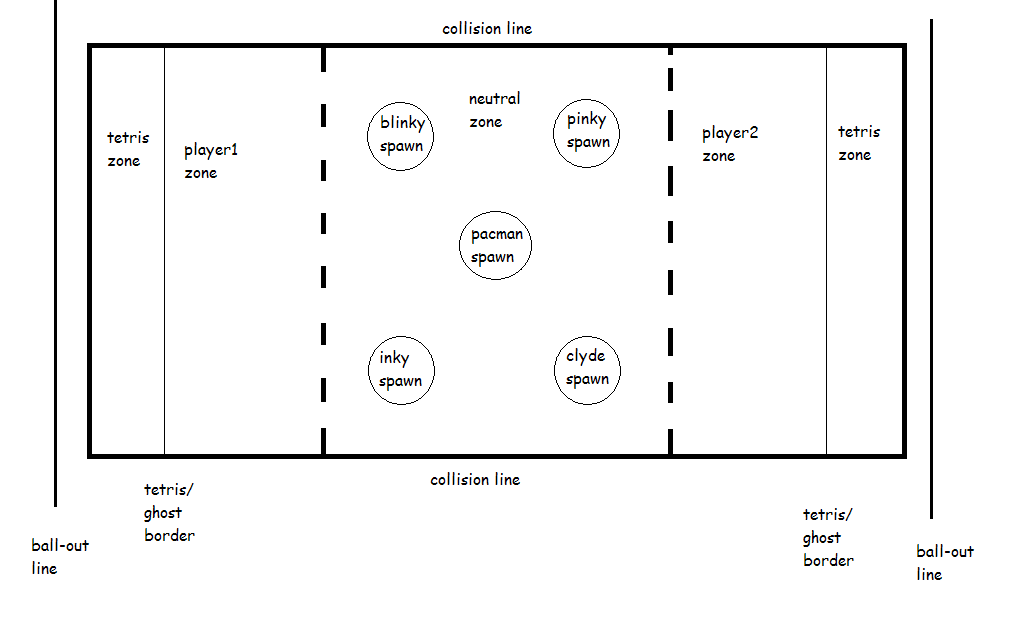 collision line
neutral
zone
blinky
spawn
pinky
spawn
tetris
zone
player1
zone
player2
zone
tetris
zone
pacman
spawn
inky
spawn
clyde
spawn
collision line
tetris/
ghost
border
tetris/
ghost
border
ball-out
line
ball-out
line